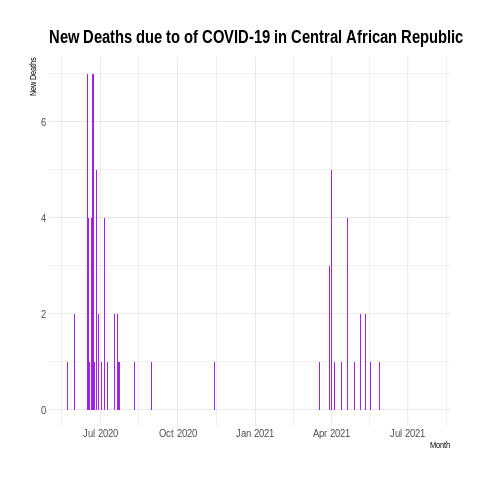 New Deaths due to of COVID-19 in Central African Republic
New Deaths
6
4
2
0
Jul 2020 Oct 2020 Jan 2021 Apr 2021 Jul 2021
Month